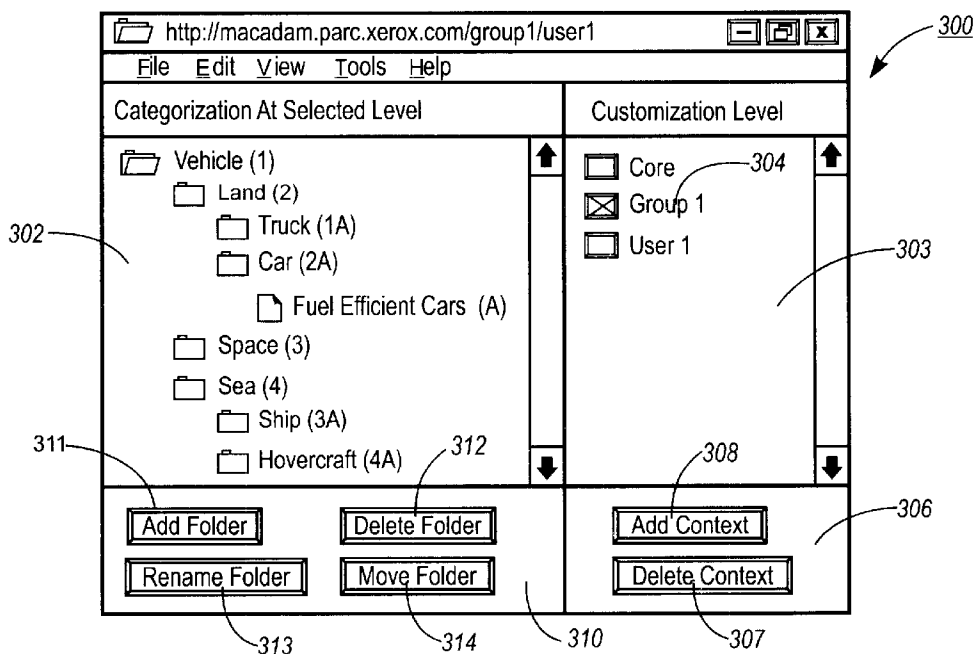 http://macadam.parc.xerox.com/group1/user1
300
File Edit View Tools Help
Categorization At Selected Level
Customization Level
Vehicle (1)
Land (2)
Truck (1A)
Car (2A)
Fuel Efficient Cars (A)
Space (3)
Sea (4)
Ship (3A)
Hovercraft (4A)
302
Core
304
Group 1
User 1
303
311
312
308
306
Add Folder
Delete Folder
Add Context
Rename Folder
Move Folder
Delete Context
313
314
310
307